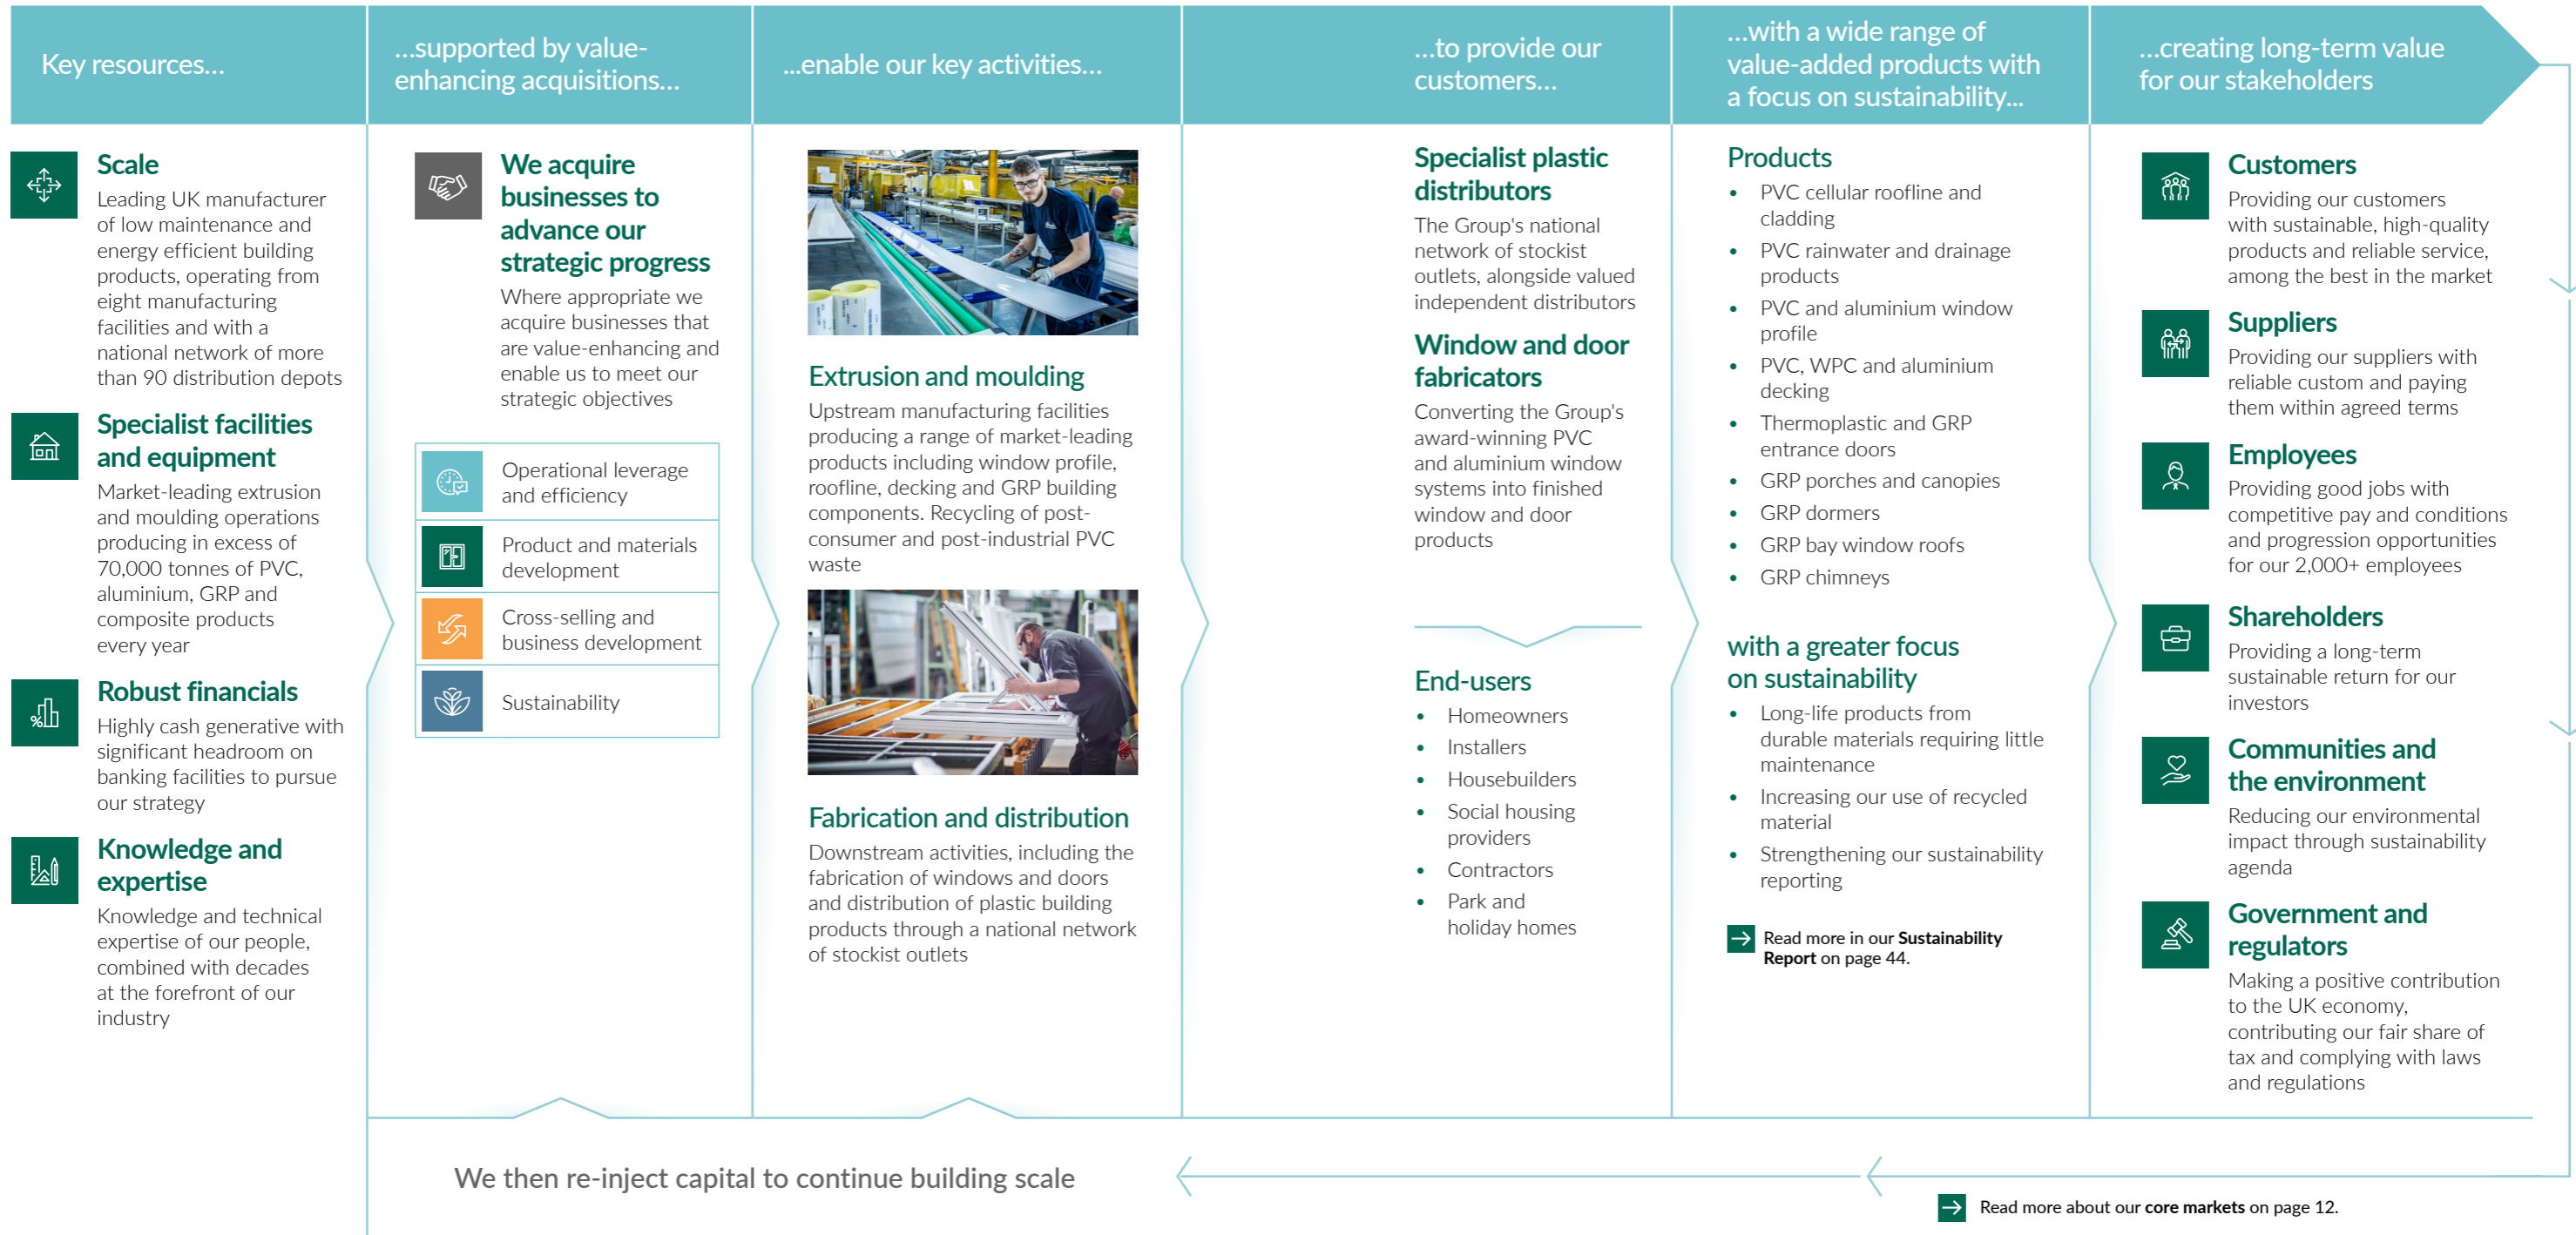 Key resources...
Scale
Leading UK manufacturer
of low maintenance and
energy efficient building
products, operating from
eight manufacturing
facilities and with a
national network of more
than 90 distribution depots
Specialist facilities
and equipment
Market-leading extrusion
and moulding operations
producing in excess of
70,000 tonnes of PVC,
aluminium, GRP and
composite products
every year
Robust financials
Highly cash generative with
significant headroom on
banking facilities to pursue
our strategy
Knowledge and
expertise
Knowledge and technical
expertise of our people,
combined with decades
at the forefront of our
industry
...supported by value-
enhancing acquisitions...
We acquire
businesses to
advance our
strategic progress
Where appropriate we
acquire businesses that
are value-enhancing and
enable us to meet our
strategic objectives
Operational leverage
and efficiency
Product and materials
development
Cross-selling and
business development
Sustainability
...enable our key activities...
Extrusion and moulding
Upstream manufacturing facilities
producing a range of market-leading
products including window profile,
roofline, decking and GRP building
components. Recycling of post-
consumer and post-industrial PVC
waste
Fabrication and distribution
Downstream activities, including the
fabrication of windows and doors
and distribution of plastic building
products through a national network
of stockist outlets
...to provide our
customers...
Specialist plastic
distributors
The Group's national
network of stockist
outlets, alongside valued
independent distributors
Window and door
fabricators
Converting the Group's
award-winning PVC
and aluminium window
systems into finished
window and door
products
End-users
• Homeowners
• Installers
• Housebuilders
• Social housing
providers
• Contractors
• Park and
holiday homes
...with a wide range of
value-added products with
a focus on sustainability...
Products
• PVC cellular roofline and
cladding
• PVC rainwater and drainage
products
• PVC and aluminium window
profile
• PVC, WPC and aluminium
decking
• Thermoplastic and GRP
entrance doors
• GRP porches and canopies
• GRP dormers
• GRP bay window roofs
• GRP chimneys
with a greater focus
on sustainability
• Long-life products from
durable materials requiring little
maintenance
• Increasing our use of recycled
material
• Strengthening our sustainability
reporting
Read more in our Sustainability
Report on page 44.
...creating long-term value
for our stakeholders
Customers
Providing our customers
with sustainable, high-quality
products and reliable service,
among the best in the market
Suppliers
Providing our suppliers with
reliable custom and paying
them within agreed terms
Employees
Providing good jobs with
competitive pay and conditions
and progression opportunities
for our 2,000+ employees
Shareholders
Providing a long-term
sustainable return for our
investors
Communities and
the environment
Reducing our environmental
impact through sustainability
agenda
Government and
regulators
Making a positive contribution
to the UK economy,
contributing our fair share of
tax and complying with laws
and regulations
We then re-inject capital to continue building scale
Read more about our core markets on page 12.